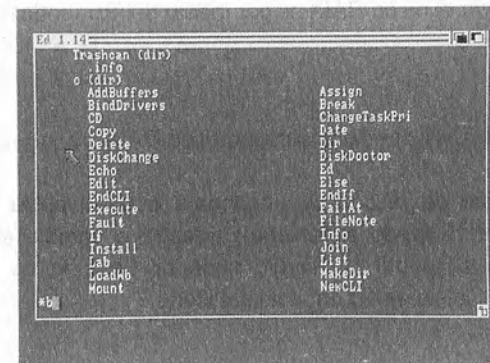 Ed 1.14
Trashcan (dir)
.info
c (dir)
AddBuffers Assign
BindDrivers Break
CD ChangeTaskPri
Copy Date
Delete Dir
DiskChange DiskDoctor
Echo Ed
Edit Else
EndCLI EndIf
Execute FailAt
Fault FileNote
If Info
Install Join
Lab List
LoadWb MakeDir
Mount NewCLI
*b